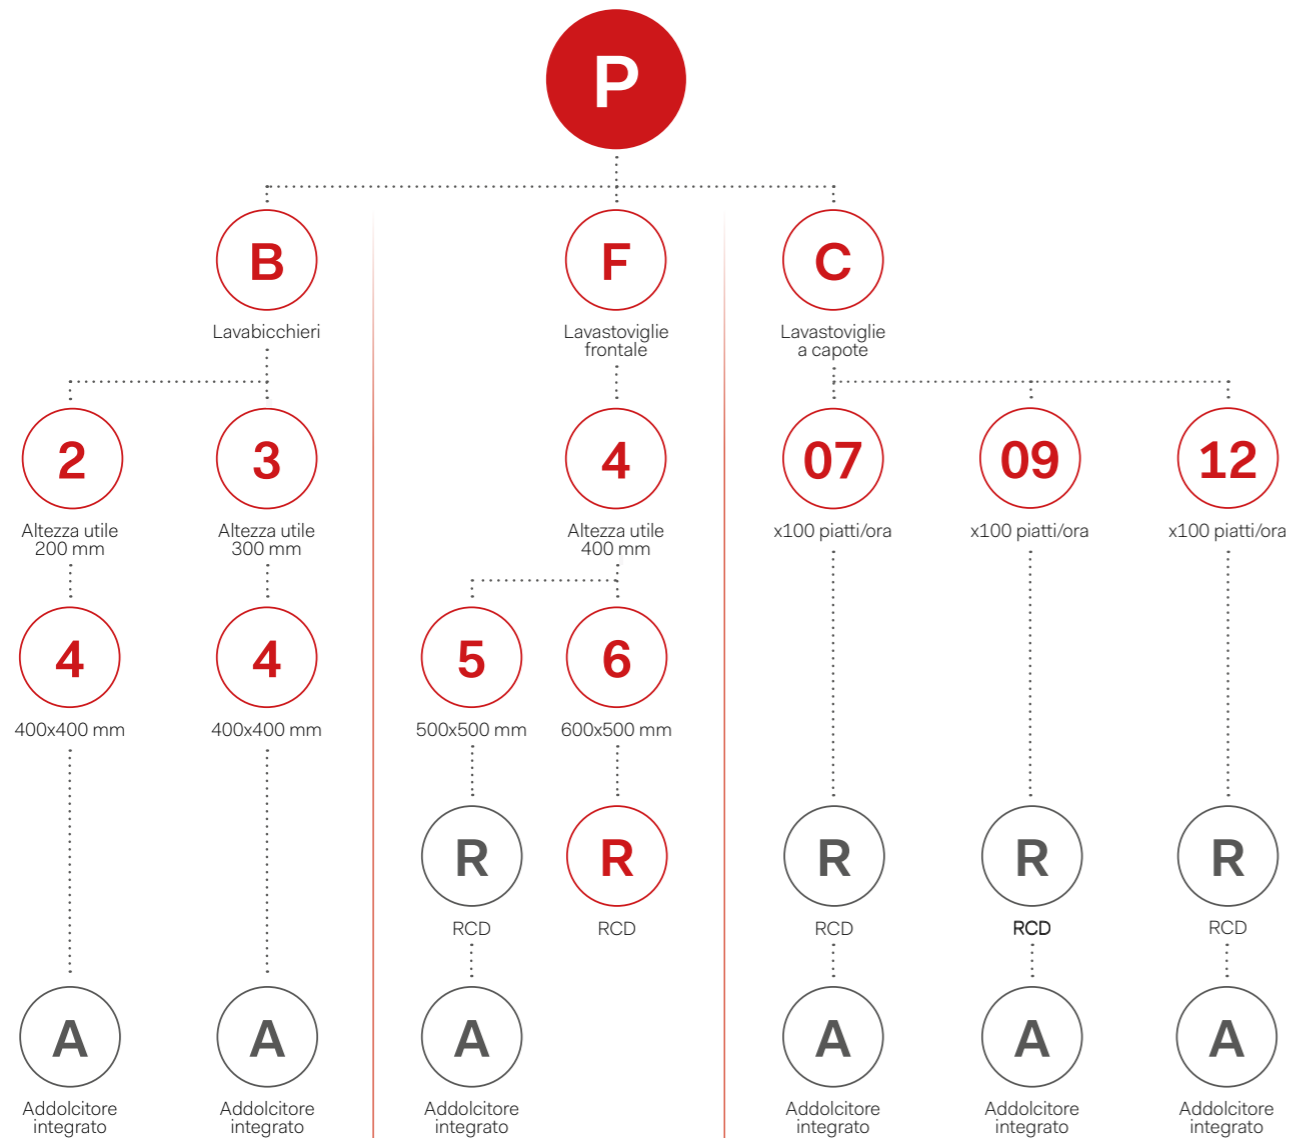 P
B
F
C
Lavabicchieri
Lavastoviglie
frontale
Lavastoviglie
a capote
2
3
4
07
09
12
Altezza utile
200 mm
Altezza utile
300 mm
Altezza utile
400 mm
x100 piatti/ora
x100 piatti/ora
x100 piatti/ora
4
4
5
6
400x400 mm
400x400 mm
500x500 mm
600x500 mm
R
R
R
R
R
RCD
RCD
RCD
RCD
RCD
A
A
A
A
A
A
Addolcitore
integrato
Addolcitore
integrato
Addolcitore
integrato
Addolcitore
integrato
Addolcitore
integrato
Addolcitore
integrato